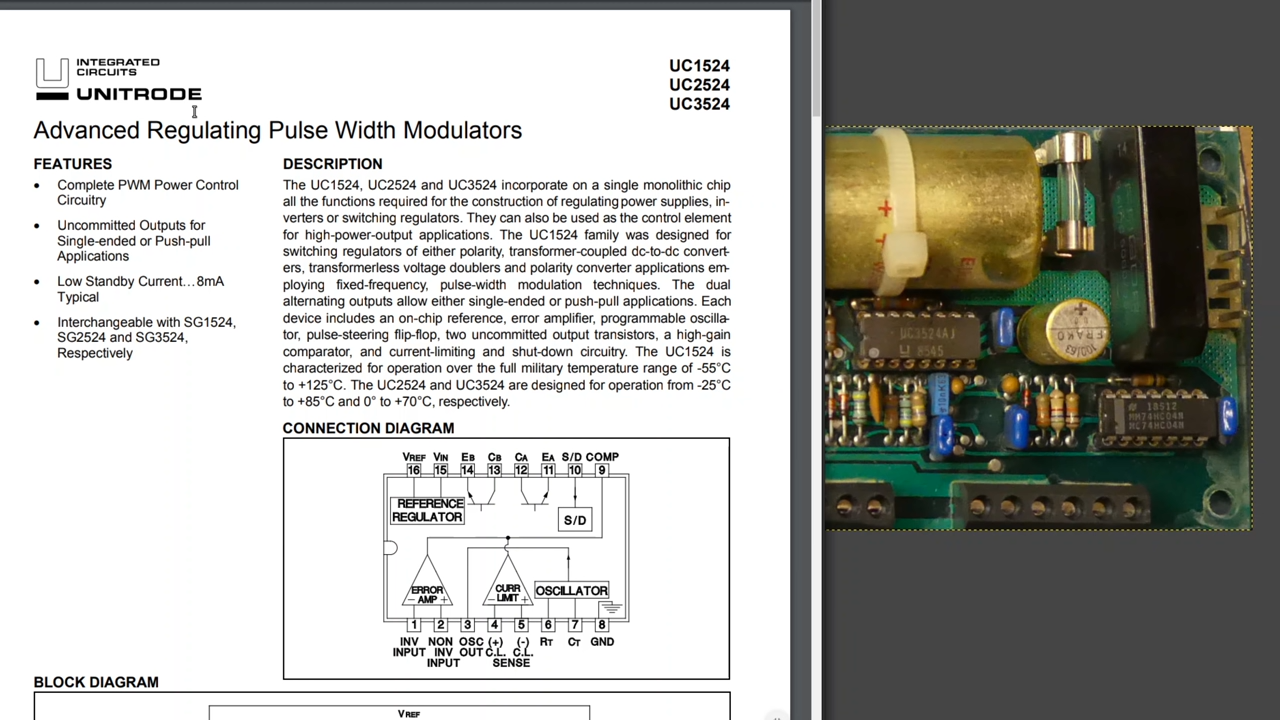 INTEGRATED
CIRCUITS
UNITRODE
UC1524
UC2524
UC3524
Advanced Regulating Pulse Width Modulators
FEATURES
• Complete PWM Power Control
Circuitry
• Uncommitted Outputs for
Single-ended or Push-pull
Applications
• Low Standby Current…8mA
Typical
• Interchangeable with SG1524,
SG2524 and SG3524,
Respectively
DESCRIPTION
The UC1524, UC2524 and UC3524 incorporate on a single monolithic chip
all the functions required for the construction of regulating power supplies, in-
verters or switching regulators. They can also be used as the control element
for high-power-output applications. The UC1524 family was designed for
switching regulators of either polarity, transformer-coupled dc-to-dc convert-
ers, transformerless voltage doublers and polarity converter applications em-
ploying fixed-frequency, pulse-width modulation techniques. The dual
alternating outputs allow either single-ended or push-pull applications. Each
device includes an on-chip reference, error amplifier, programmable oscilla-
tor, pulse-steering flip-flop, two uncommitted output transistors, a high-gain
comparator, and current-limiting and shut-down circuitry. The UC1524 is
characterized for operation over the full military temperature range of -55°C
to +125°C. The UC2524 and UC3524 are designed for operation from -25°C
to +85°C and 0° to +70°C, respectively.
CONNECTION DIAGRAM
VREF VIN EB CB CA EA S/D COMP
16 15 14 13 12 11 10 9
REFERENCE
REGULATOR
S/D
ERROR
AMP
- +
CURR
LIMIT
- +
OSCILLATOR
1 2 3 4 5 6 7 8
INV NON OSC (+) (-) RT CT GND
INPUT INV OUT C.L. C.L.
INPUT SENSE
BLOCK DIAGRAM
VREF
+
+
UC3524AJ
8545
+
FRAKO
100/63
18512
MM74HC04N
MC74HC04N